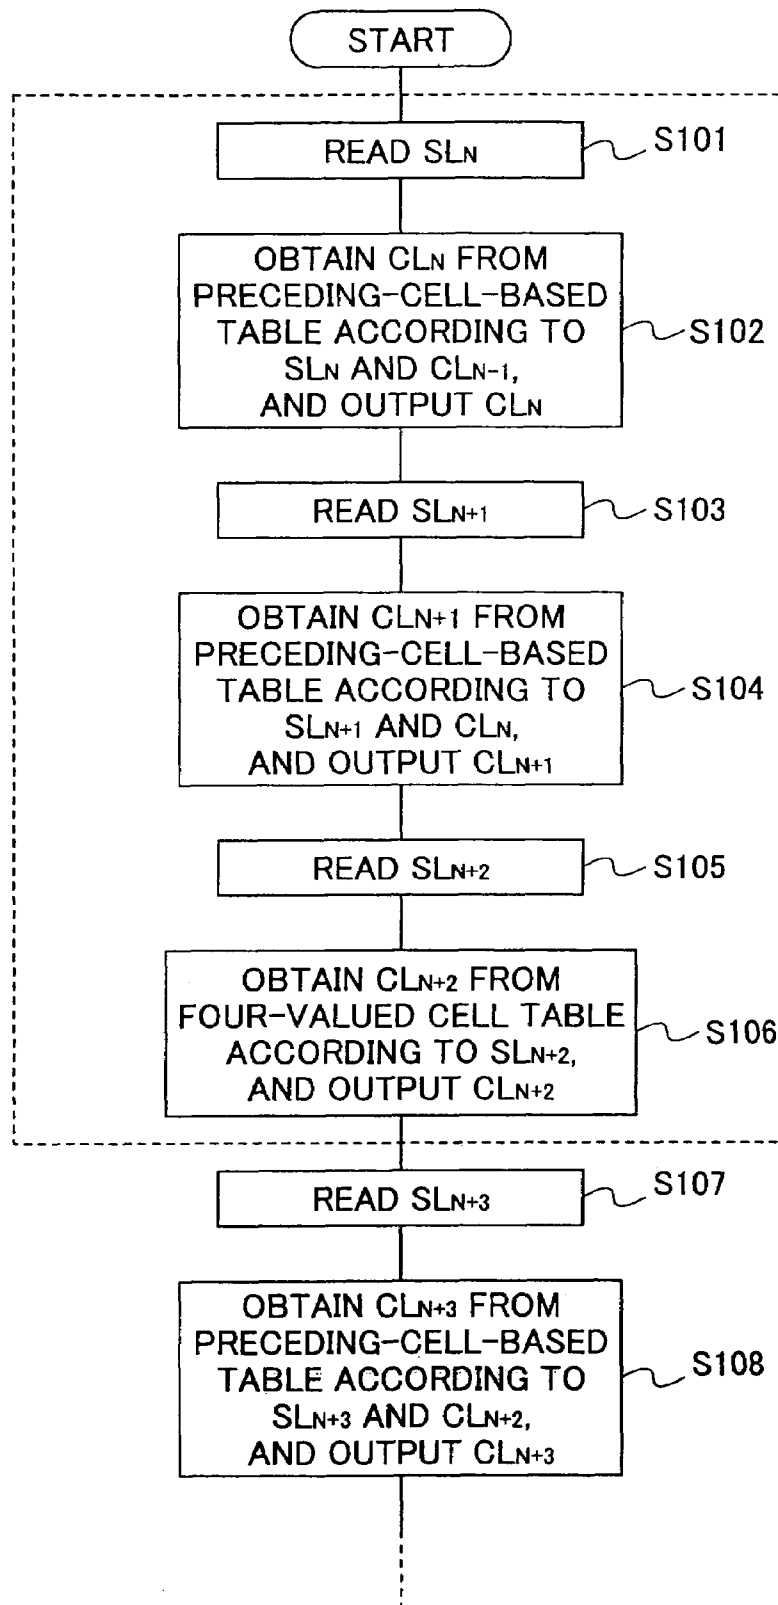 START
READ SLN
S101
OBTAIN CLN FROM
PRECEDING-CELL-BASED
TABLE ACCORDING TO
SLN AND CLN-1,
AND OUTPUT CLN
S102
READ SLN+1
S103
OBTAIN CLN+1 FROM
PRECEDING-CELL-BASED
TABLE ACCORDING TO
SLN+1 AND CLN,
AND OUTPUT CLN+1
S104
READ SLN+2
S105
OBTAIN CLN+2 FROM
FOUR-VALUED CELL TABLE
ACCORDING TO SLN+2,
AND OUTPUT CLN+2
S106
READ SLN+3
S107
OBTAIN CLN+3 FROM
PRECEDING-CELL-BASED
TABLE ACCORDING TO
SLN+3 AND CLN+2,
AND OUTPUT CLN+3
S108